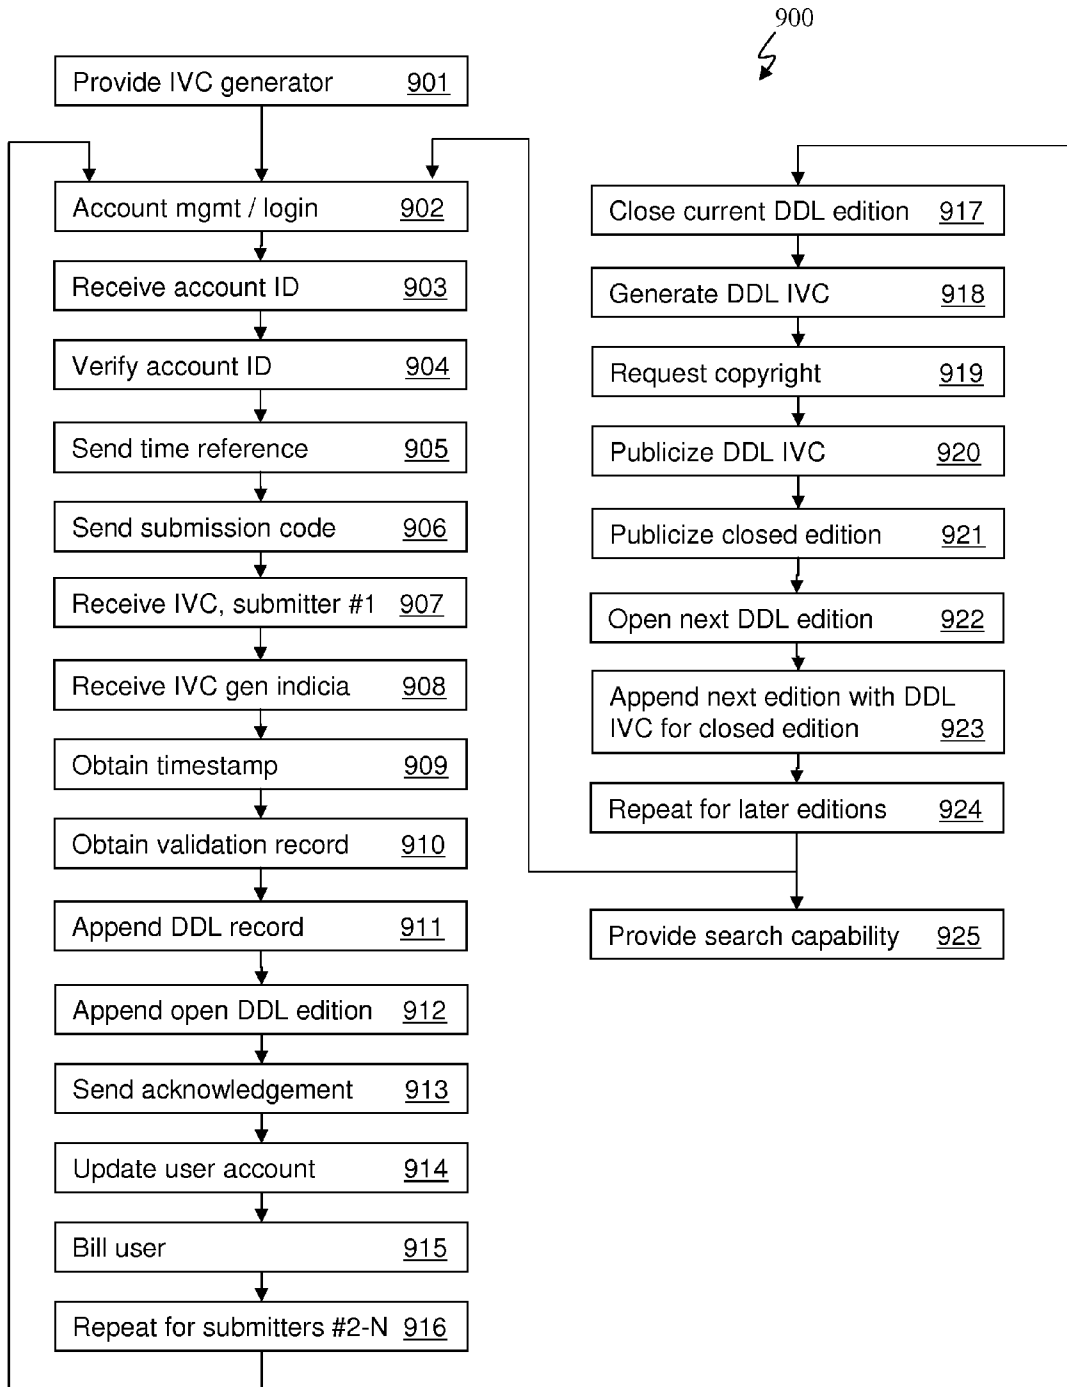 900
Provide IVC generator 901
Account mgmt / login 902
Receive account ID 903
Verify account ID 904
Send time reference 905
Send submission code 906
Receive IVC, submitter #1 907
Receive IVC gen indicia 908
Obtain timestamp 909
Obtain validation record 910
Append DDL record 911
Append open DDL edition 912
Send acknowledgement 913
Update user account 914
Bill user 915
Repeat for submitters #2-N 916
Close current DDL edition 917
Generate DDL IVC 918
Request copyright 919
Publicize DDL IVC 920
Publicize closed edition 921
Open next DDL edition 922
Append next edition with DDL
IVC for closed edition 923
Repeat for later editions 924
Provide search capability 925